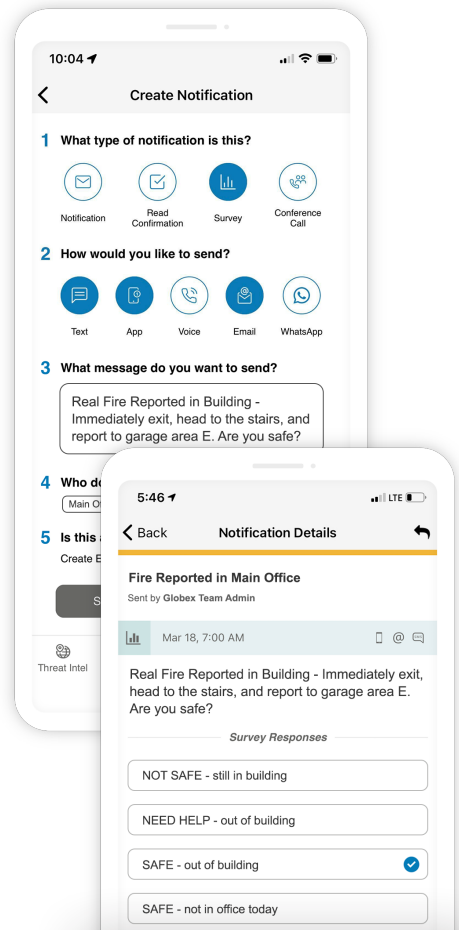 10:04
Create Notification
1 What type of notification is this?
Notification
Read
Confirmation
Survey
Conference
Call
2 How would you like to send?
Text App Voice Email WhatsApp
3 What message do you want to send?
Real Fire Reported in Building -
Immediately exit, head to the stairs, and
report to garage area E. Are you safe?
4 Who
Main
5 Is this
Create
Threat Intel
5:46
LTE
Back
Notification Details
Fire Reported in Main Office
Sent by Globex Team Admin
Mar 18, 7:00 AM
@
Real Fire Reported in Building - Immediately exit,
head to the stairs, and report to garage area E.
Are you safe?
Survey Responses
NOT SAFE - still in building
NEED HELP - out of building
SAFE - out of building
SAFE - not in office today